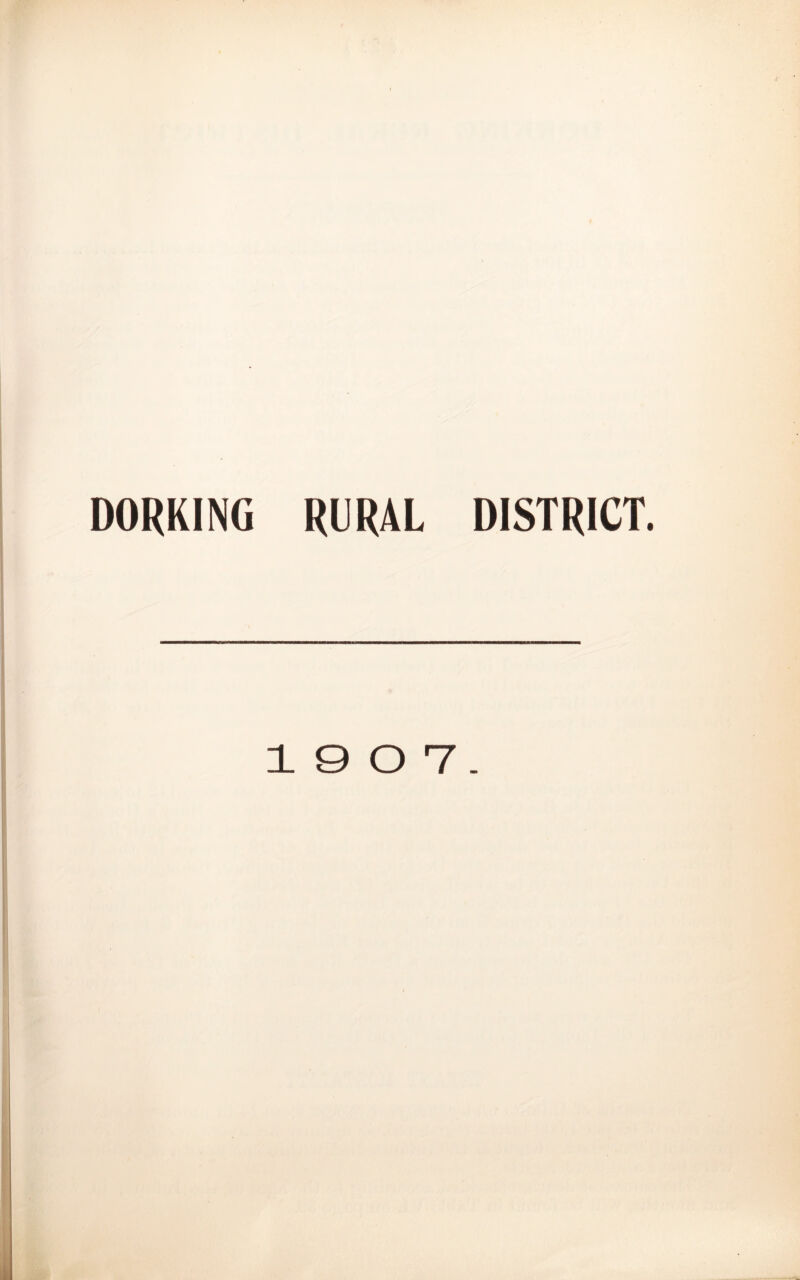 DORKING RURAL DISTRICT.
1907.